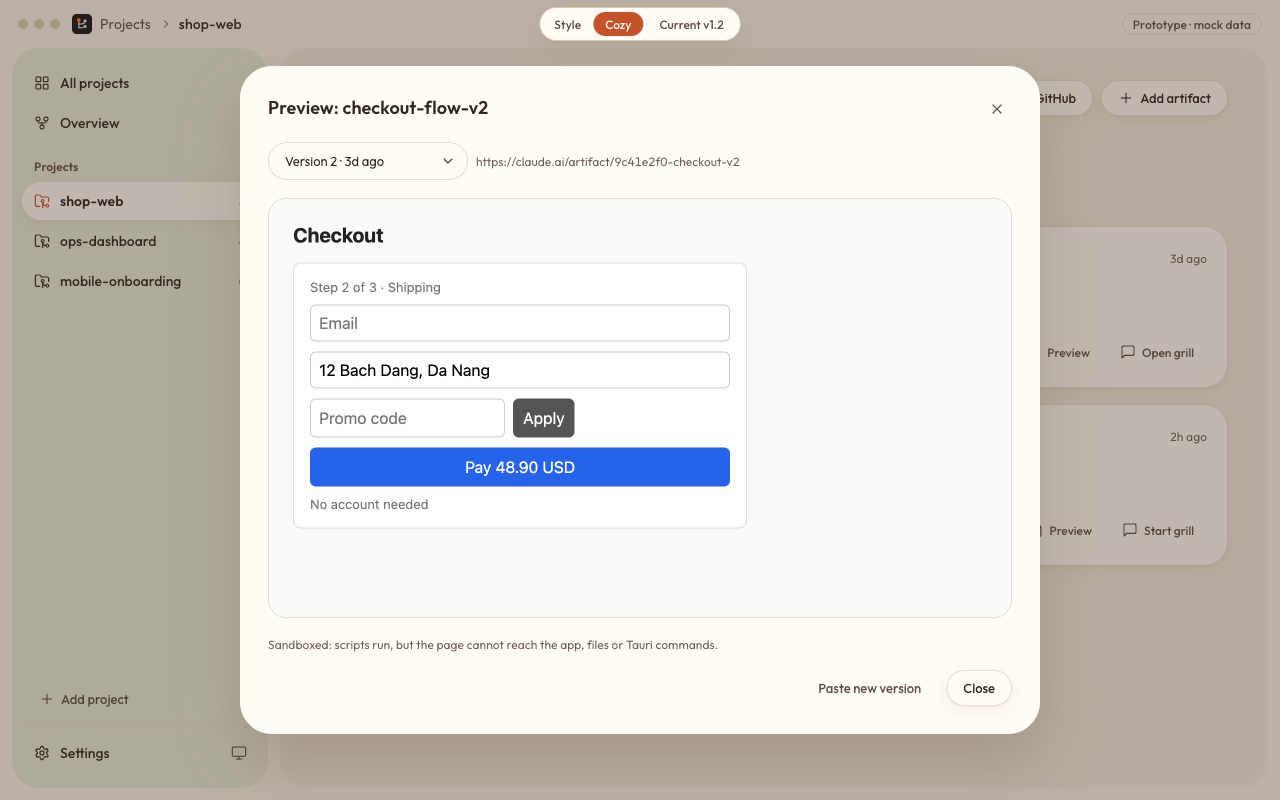 Projects
shop-web
Style
Cozy
Current v1.2
Prototype · mock data
All projects
Overview
Projects
shop-web
ops-dashboard
mobile-onboarding
Add project
Settings
GitHub
Add artifact
3d ago
Preview
Open grill
2h ago
Preview
Start grill
Preview: checkout-flow-v2
Version 2 · 3d ago
https://claude.ai/artifact/9c41e2f0-checkout-v2
Checkout
Step 2 of 3 · Shipping
Email
12 Bach Dang, Da Nang
Promo code
Apply
Pay 48.90 USD
No account needed
Sandboxed: scripts run, but the page cannot reach the app, files or Tauri commands.
Paste new version
Close